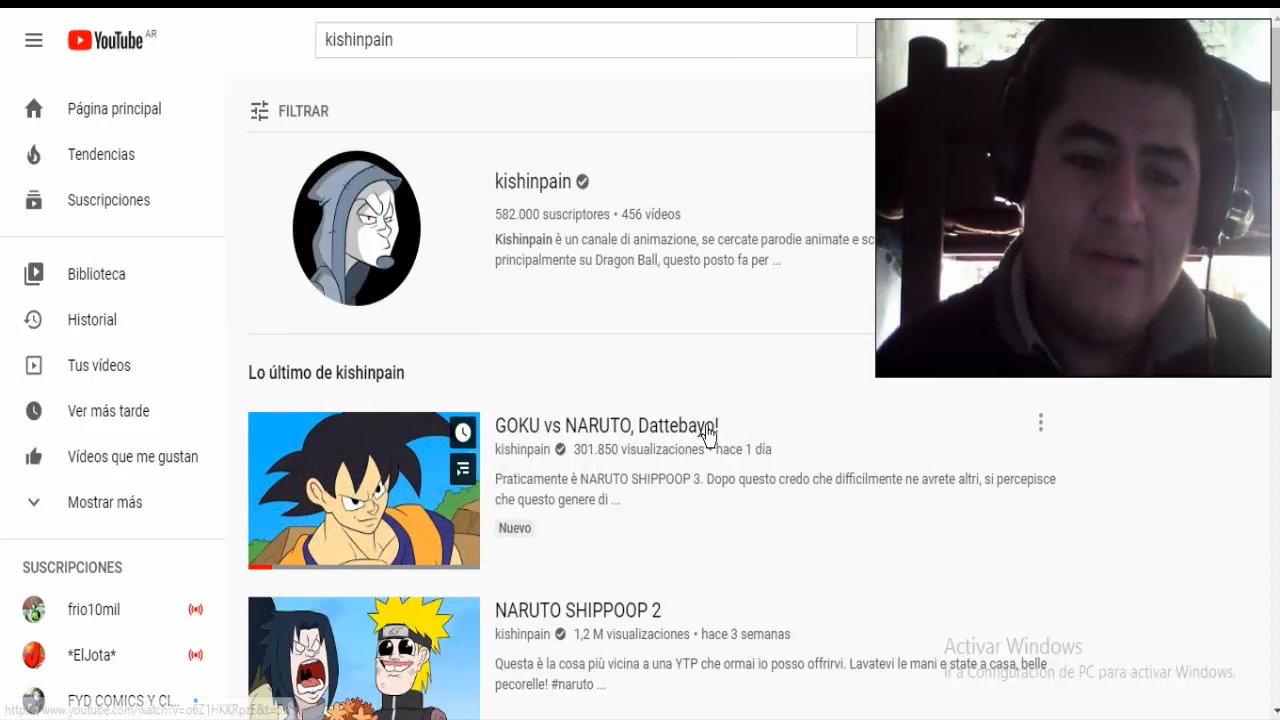 YouTube AR
kishinpain
Página principal
Tendencias
Suscripciones
Biblioteca
Historial
Tus vídeos
Ver más tarde
Vídeos que me gustan
Mostrar más
SUSCRIPCIONES
frio10mil
*ElJota*
FYD COMICS Y CI...
FILTRAR
kishinpain
582.000 suscriptores • 456 vídeos
Kishinpain è un canale di animazione, se cercate parodie animate e
principalmente su Dragon Ball, questo posto fa per ...
Lo último de kishinpain
GOKU vs NARUTO, Dattebayo!
kishinpain 301.850 visualizaciones • hace 1 día
Praticamente è NARUTO SHIPPOOP 3. Dopo questo credo che difficilmente ne avrete altri, si percepisce
che questo genere di ...
Nuevo
NARUTO SHIPPOOP 2
kishinpain 1,2 M visualizaciones • hace 3 semanas
Questa è la cosa più vicina a una YTP che ormai io posso offrirvi. Lavatevi le mani e state a casa, belle
pecorelle! #naruto ...
Activar Windows
Ir a Configuración de PC para activar Windows.